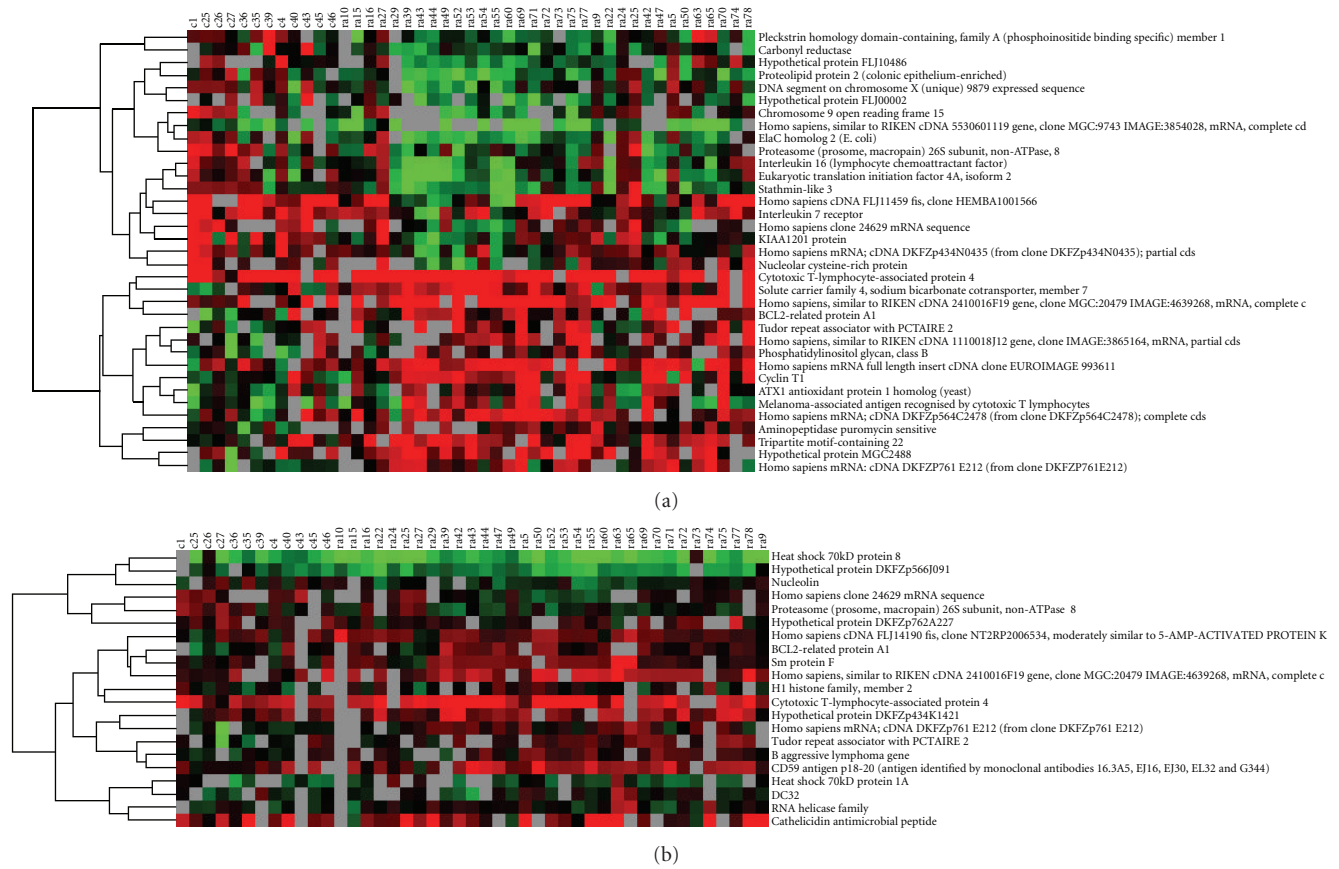 c1 c25 c26 c27 c36 c35 c39 c4 c40 c43 c45 c46 ra10 ra15 ra16 ra27 ra29 ra39 ra44 ra49 ra52 ra53 ra54 ra55 ra60 ra69 ra71 ra72 ra73 ra75 ra77 ra9 ra22 ra24 ra25 ra42 ra47 ra5 ra50 ra63 ra65 ra70 ra74 ra78
Pleckstrin homology domain-containing, family A (phosphoinositide binding specific) member 1
Carbonyl reductase
Hypothetical protein FLJ10486
Proteolipid protein 2 (colonic epithelium-enriched)
DNA segment on chromosome X (unique) 9879 expressed sequence
Hypothetical protein FLJ00002
Chromosome 9 open reading frame 15
Homo sapiens, similar to RIKEN cDNA 5530601119 gene, clone MGC:9743 IMAGE:3854028, mRNA, complete cd
ElaC homolog 2 (E. coli)
Proteasome (prosome, macropain) 26S subunit, non-ATPase, 8
Interleukin 16 (lymphocyte chemoattractant factor)
Eukaryotic translation initiation factor 4A, isoform 2
Stathmin-like 3
Homo sapiens cDNA FLJ11459 fis, clone HEMBA1001566
Interleukin 7 receptor
Homo sapiens clone 24629 mRNA sequence
KIAA1201 protein
Homo sapiens mRNA; cDNA DKFZp434N0435 (from clone DKFZp434N0435); partial cds
Nucleolar cysteine-rich protein
Cytotoxic T-lymphocyte-associated protein 4
Solute carrier family 4, sodium bicarbonate cotransporter, member 7
Homo sapiens, similar to RIKEN cDNA 2410016F19 gene, clone MGC:20479 IMAGE:4639268, mRNA, complete c
BCL2-related protein A1
Tudor repeat associator with PCTAIRE 2
Homo sapiens, similar to RIKEN cDNA 1110018J12 gene, clone IMAGE:3865164, mRNA, partial cds
Phosphatidylinositol glycan, class B
Homo sapiens mRNA full length insert cDNA clone EUROIMAGE 993611
Cyclin T1
ATX1 antioxidant protein 1 homolog (yeast)
Melanoma-associated antigen recognised by cytotoxic T lymphocytes
Homo sapiens mRNA; cDNA DKFZp564C2478 (from clone DKFZp564C2478); complete cds
Aminopeptidase puromycin sensitive
Tripartite motif-containing 22
Hypothetical protein MGC2488
Homo sapiens mRNA: cDNA DKFZP761 E212 (from clone DKFZP761E212)
(a)
c1 c25 c26 c27 c36 c35 c39 c4 c40 c43 c45 c46 ra10 ra15 ra16 ra22 ra24 ra25 ra27 ra29 ra39 ra42 ra43 ra44 ra47 ra49 ra5 ra50 ra52 ra53 ra54 ra55 ra60 ra63 ra65 ra69 ra70 ra71 ra72 ra73 ra74 ra75 ra77 ra78 ra9
Heat shock 70kD protein 8
Hypothetical protein DKFZp566J091
Nucleolin
Homo sapiens clone 24629 mRNA sequence
Proteasome (prosome, macropain) 26S subunit, non-ATPase 8
Hypothetical protein DKFZp762A227
Homo sapiens cDNA FLJ14190 fis, clone NT2RP2006534, moderately similar to 5-AMP-ACTIVATED PROTEIN K
BCL2-related protein A1
Sm protein F
Homo sapiens, similar to RIKEN cDNA 2410016F19 gene, clone MGC:20479 IMAGE:4639268, mRNA, complete c
H1 histone family, member 2
Cytotoxic T-lymphocyte-associated protein 4
Hypothetical protein DKFZp434K1421
Homo sapiens mRNA; cDNA DKFZp761 E212 (from clone DKFZp761 E212)
Tudor repeat associator with PCTAIRE 2
B aggressive lymphoma gene
CD59 antigen p18-20 (antigen identified by monoclonal antibodies 16.3A5, EJ16, EJ30, EL32 and G344)
Heat shock 70kD protein 1A
DC32
RNA helicase family
Cathelicidin antimicrobial peptide
(b)